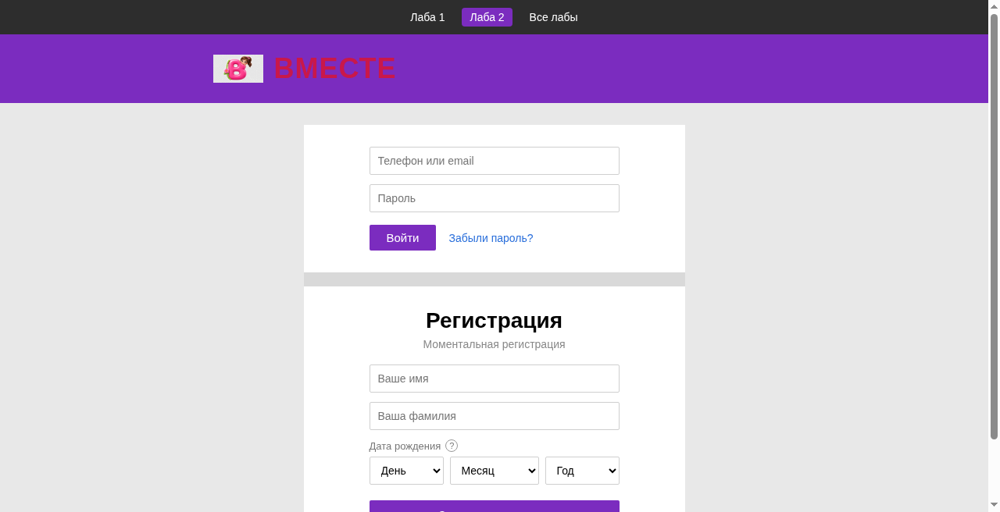 Лаба 1 Лаба 2 Все лабы
В ВМЕСТЕ
Телефон или email
Пароль
Войти Забыли пароль?
Регистрация
Моментальная регистрация
Ваше имя
Ваша фамилия
Дата рождения ?
День Месяц Год